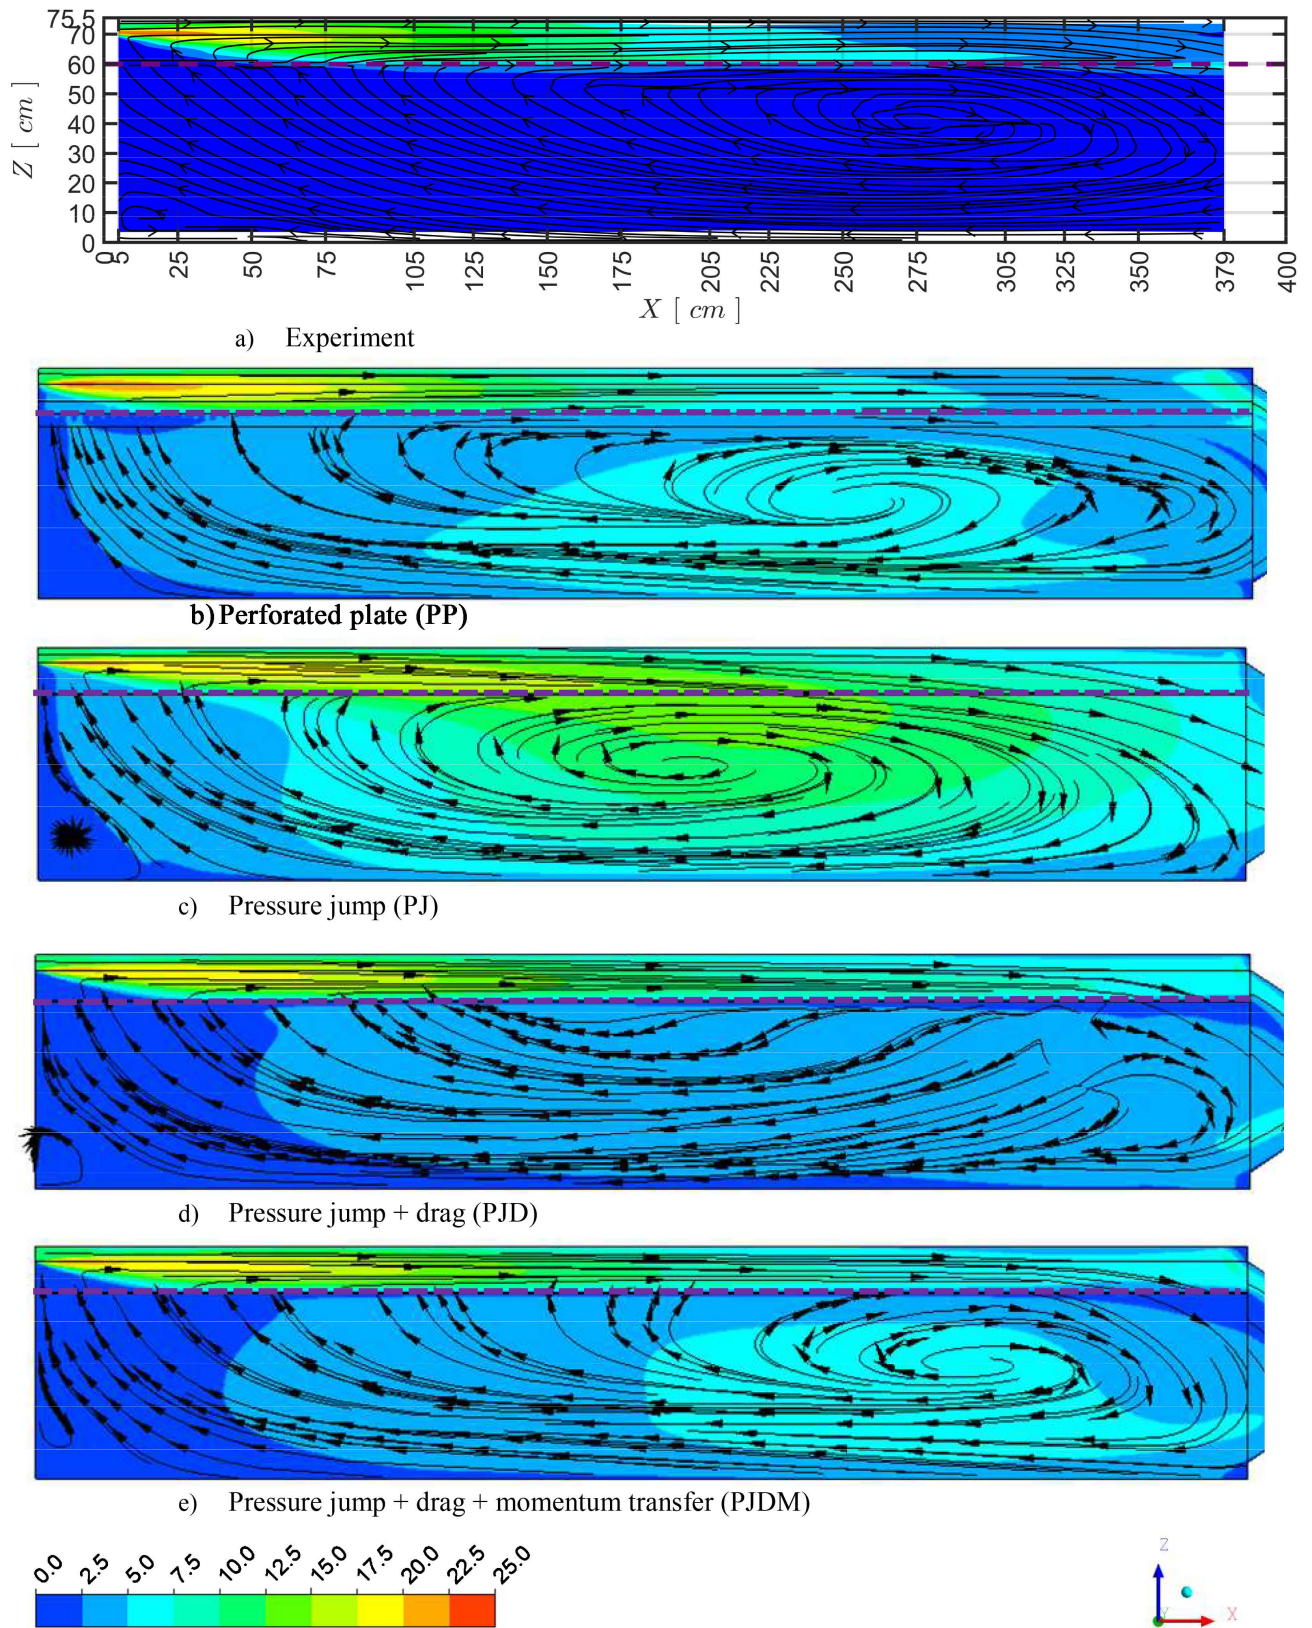 75.5
70
60
50
40
30
20
10
0
Z [ cm ]
0 5 25 50 75 105 125 150 175 205 225 250 275 305 325 350 379 400
X [ cm ]
a) Experiment
b) Perforated plate (PP)
c) Pressure jump (PJ)
d) Pressure jump + drag (PJD)
e) Pressure jump + drag + momentum transfer (PJDM)
0.0 2.5 5.0 7.5 10.0 12.5 15.0 17.5 20.0 22.5 25.0
Z
Y X